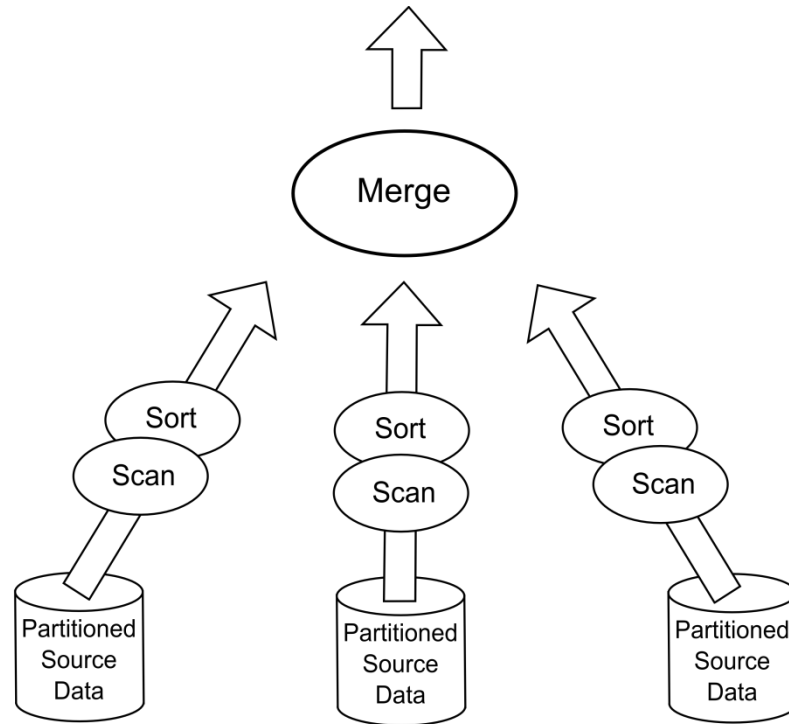 Merge
Sort
Scan
Sort
Scan
Sort
Scan
Partitioned
Source
Data
Partitioned
Source
Data
Partitioned
Source
Data